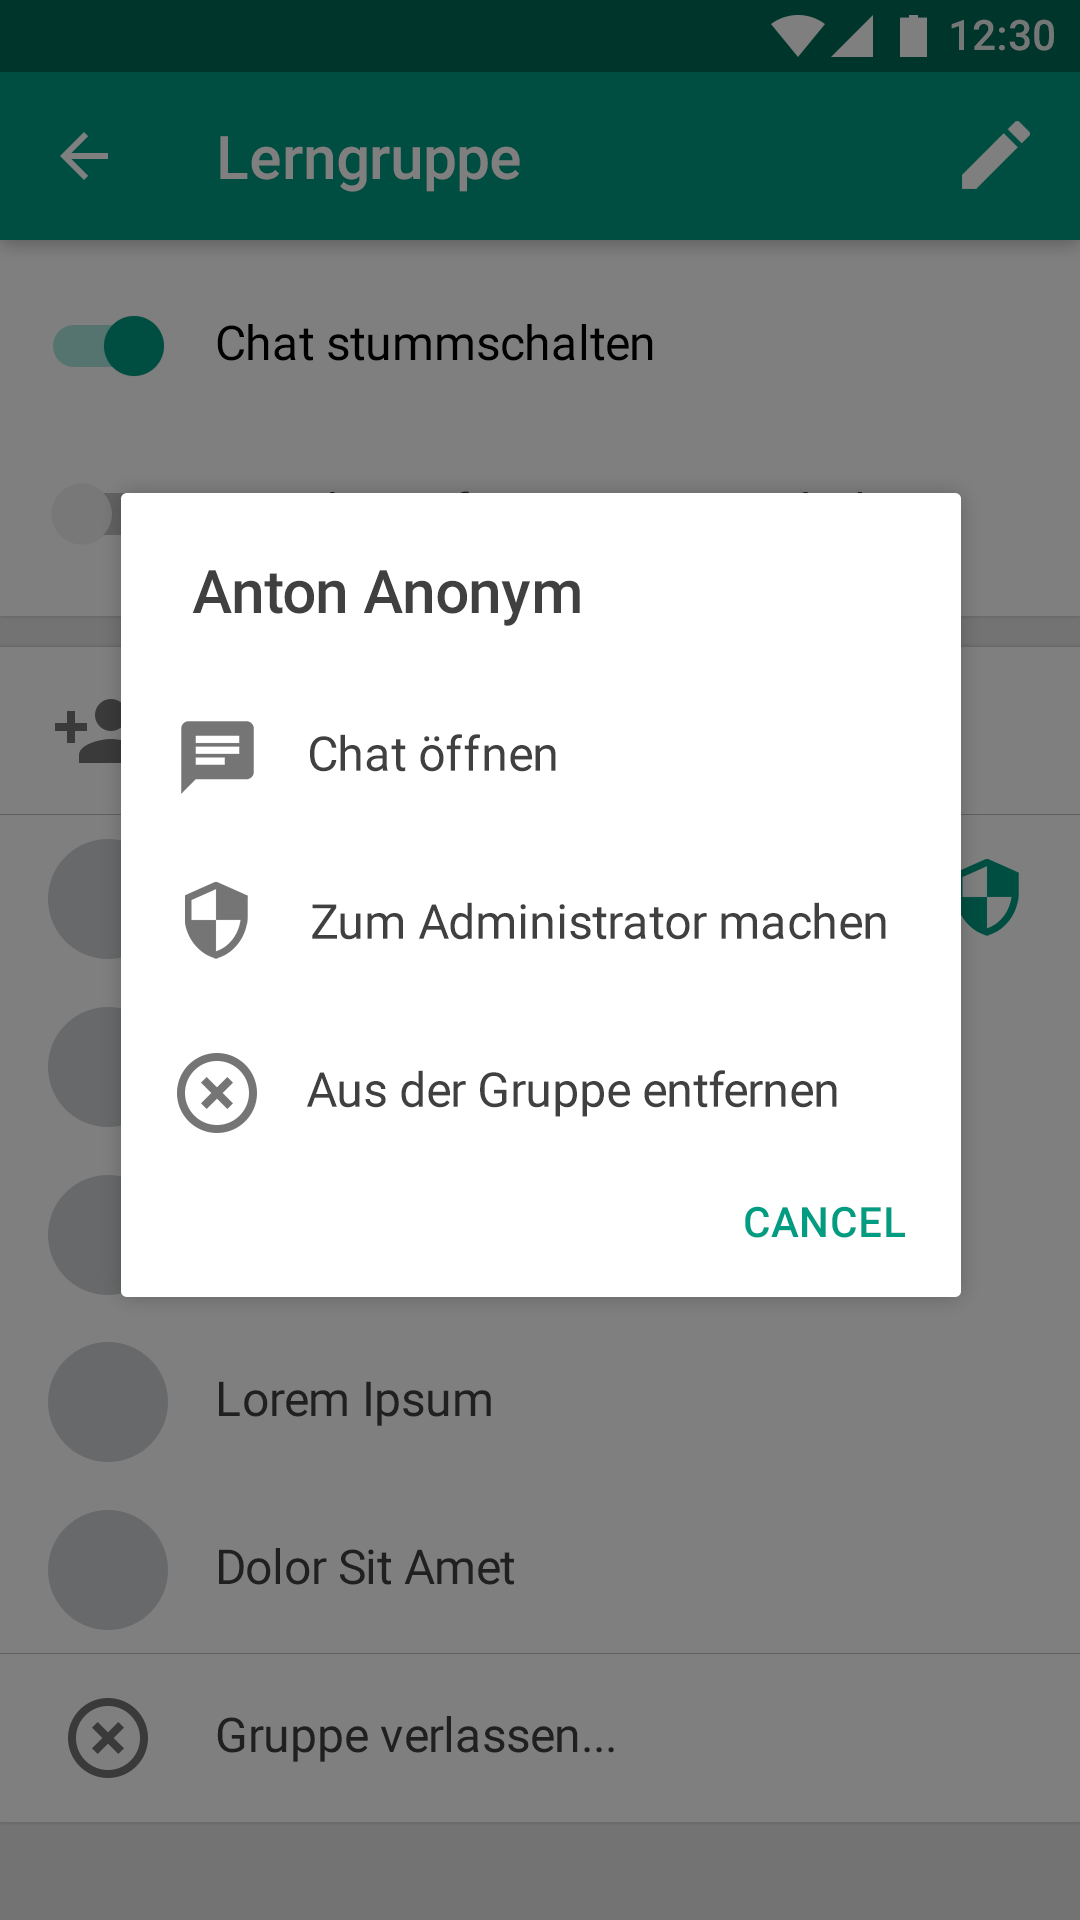 12:30
Lerngruppe
Chat stummschalten
Anton Anonym
Chat öffnen
Zum Administrator machen
Aus der Gruppe entfernen
CANCEL
Lorem Ipsum
Dolor Sit Amet
Gruppe verlassen...